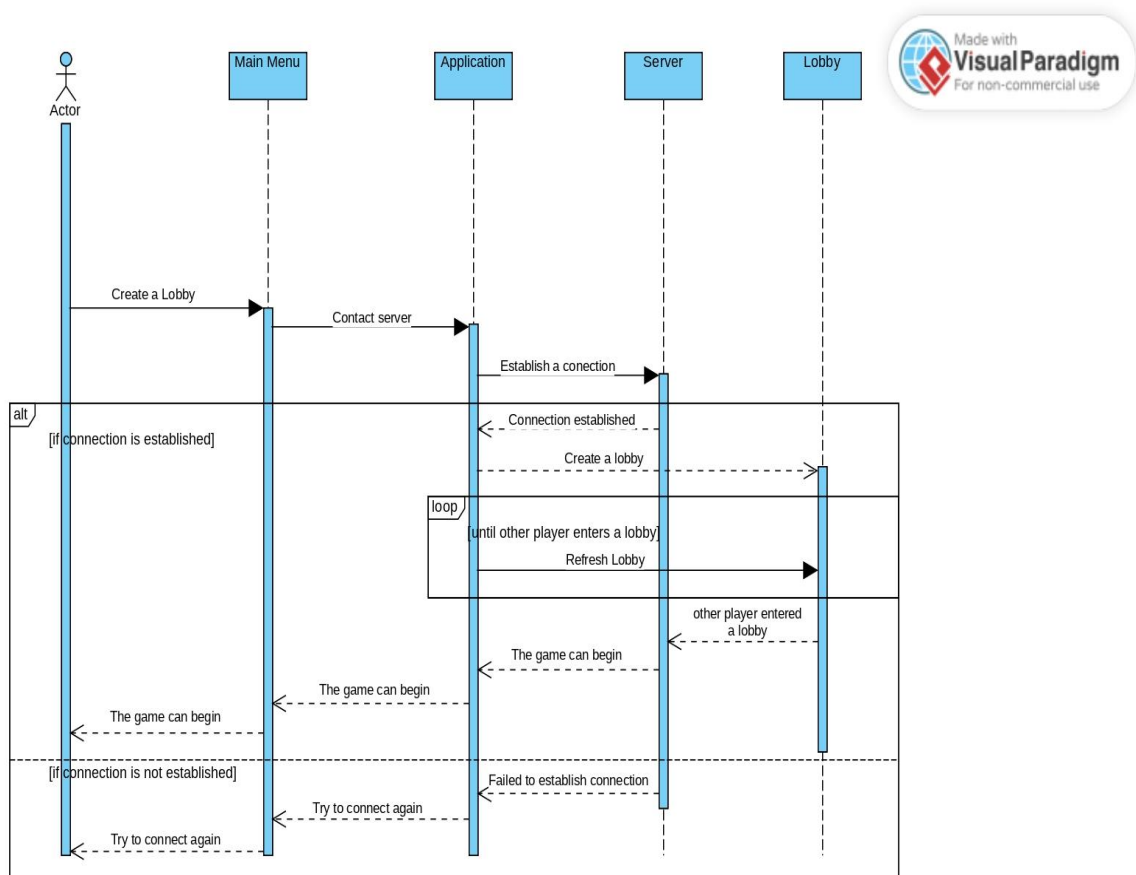 Made with
Visual Paradigm
For non-commercial use
Actor
Main Menu
Application
Server
Lobby
Create a Lobby
Contact server
Establish a conection
alt
[if connection is established]
Connection established
Create a lobby
loop
[until other player enters a lobby]
Refresh Lobby
other player entered
a lobby
The game can begin
The game can begin
The game can begin
[if connection is not established]
Failed to establish connection
Try to connect again
Try to connect again